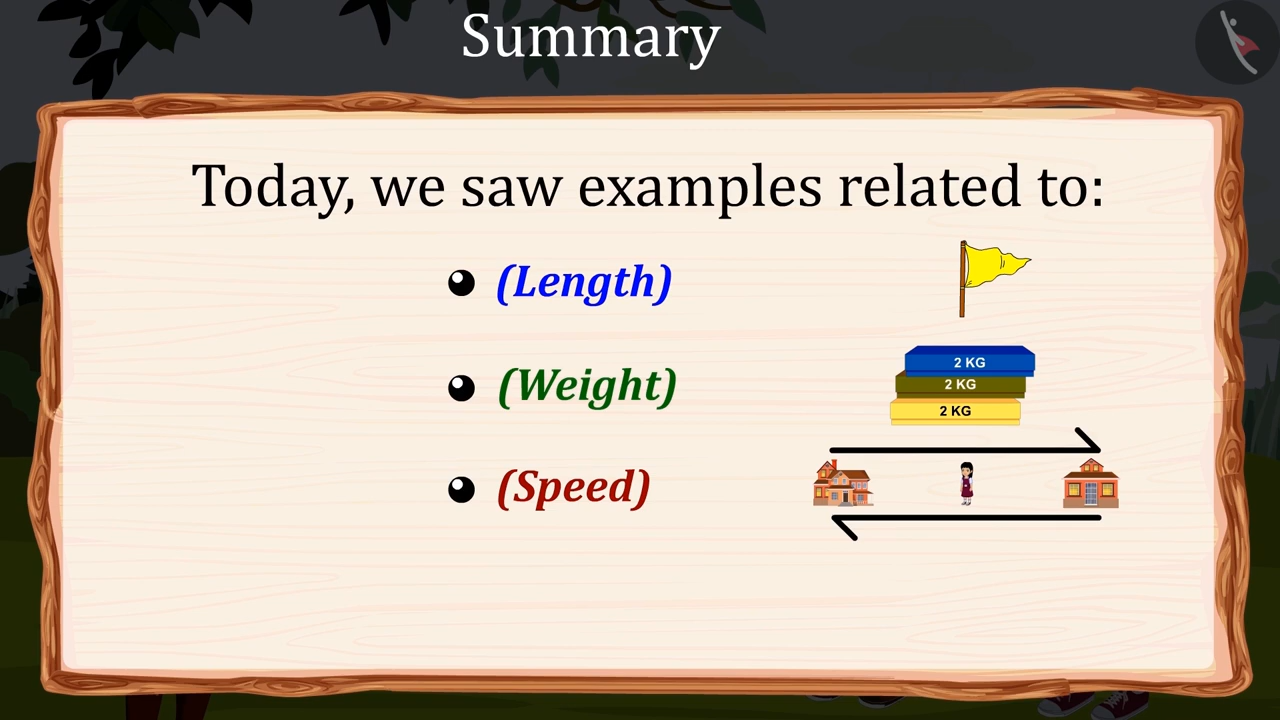 Summary
Today, we saw examples related to:
(Length)
(Weight)
2 KG
2 KG
2 KG
(Speed)